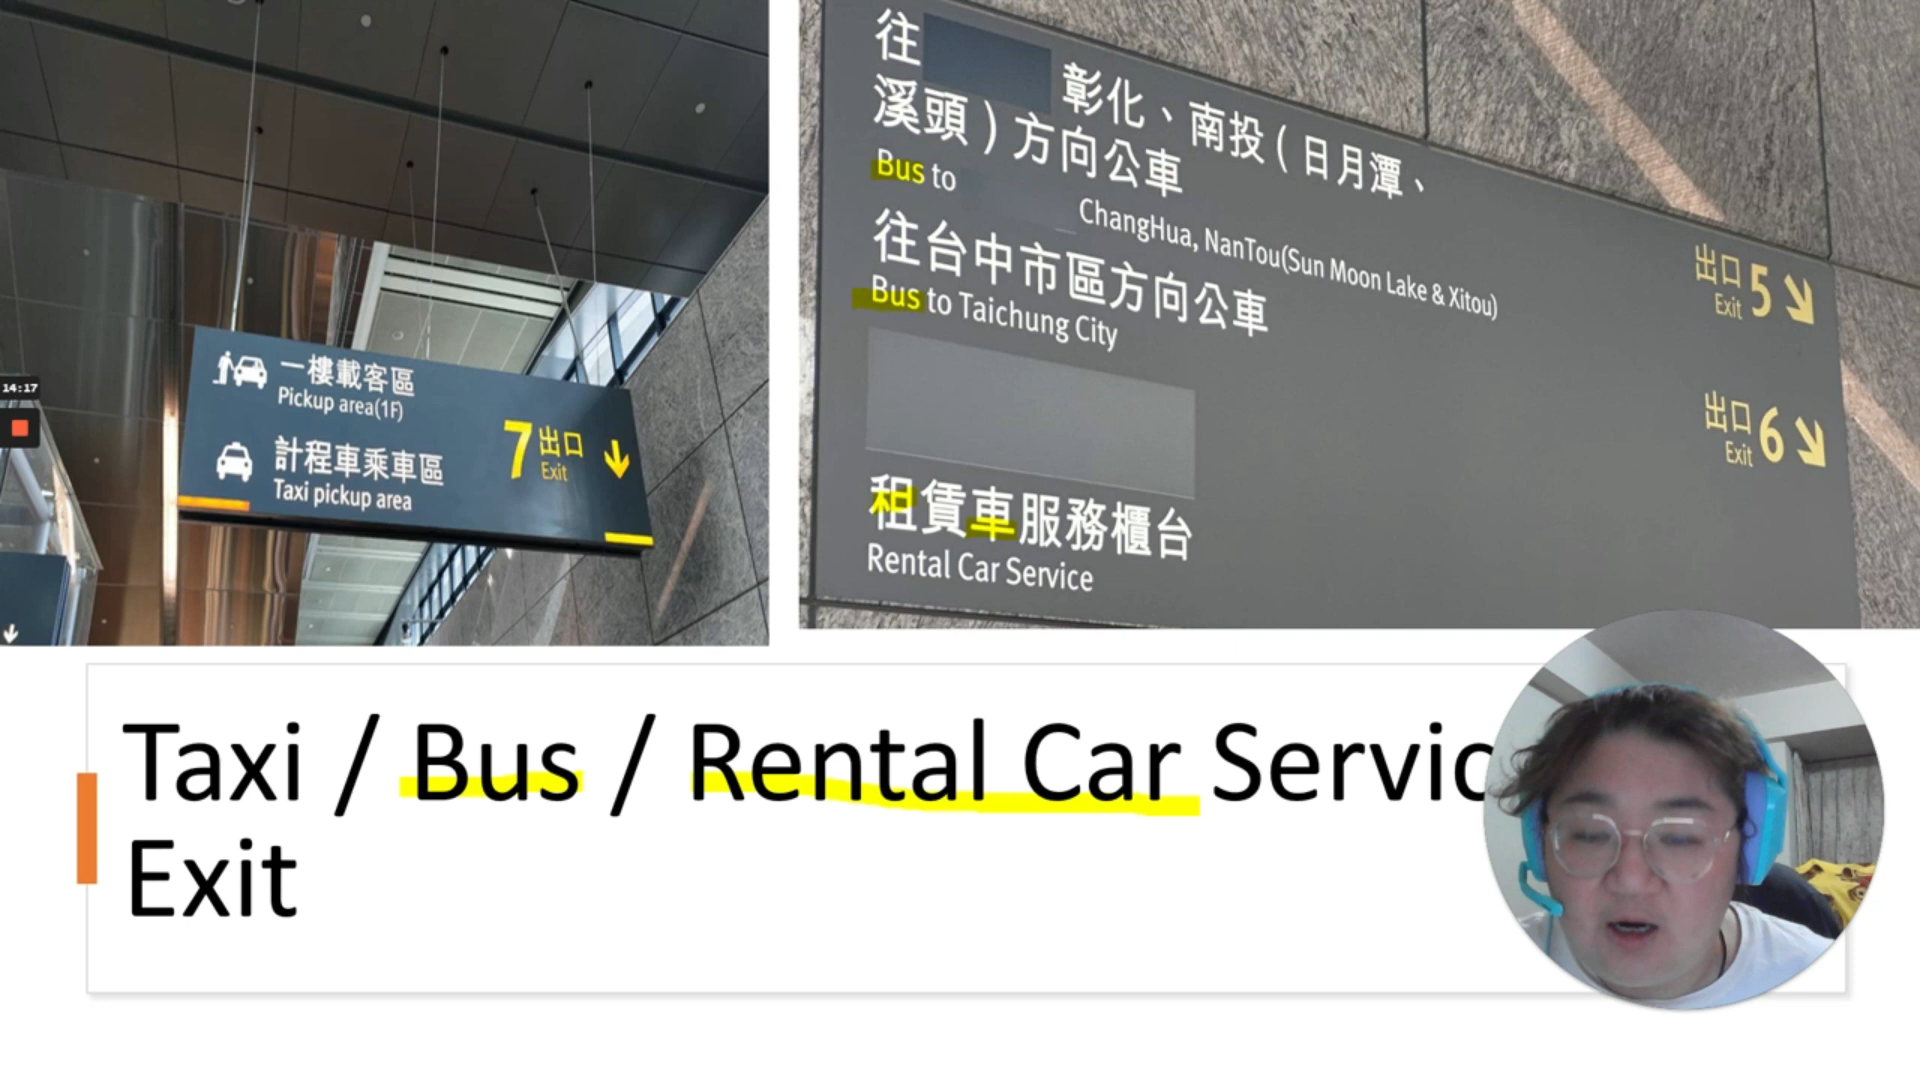 一樓載客區
Pickup area(1F)
計程車乘車區
Taxi pickup area
7 出口
Exit
往 彰化、南投(日月潭、
溪頭)方向公車
Bus to ChangHua, NanTou(Sun Moon Lake & Xitou)
往台中市區方向公車
Bus to Taichung City
出口 5
Exit
租賃車服務櫃台
Rental Car Service
出口 6
Exit
14:17
Taxi / Bus / Rental Car Servic
Exit